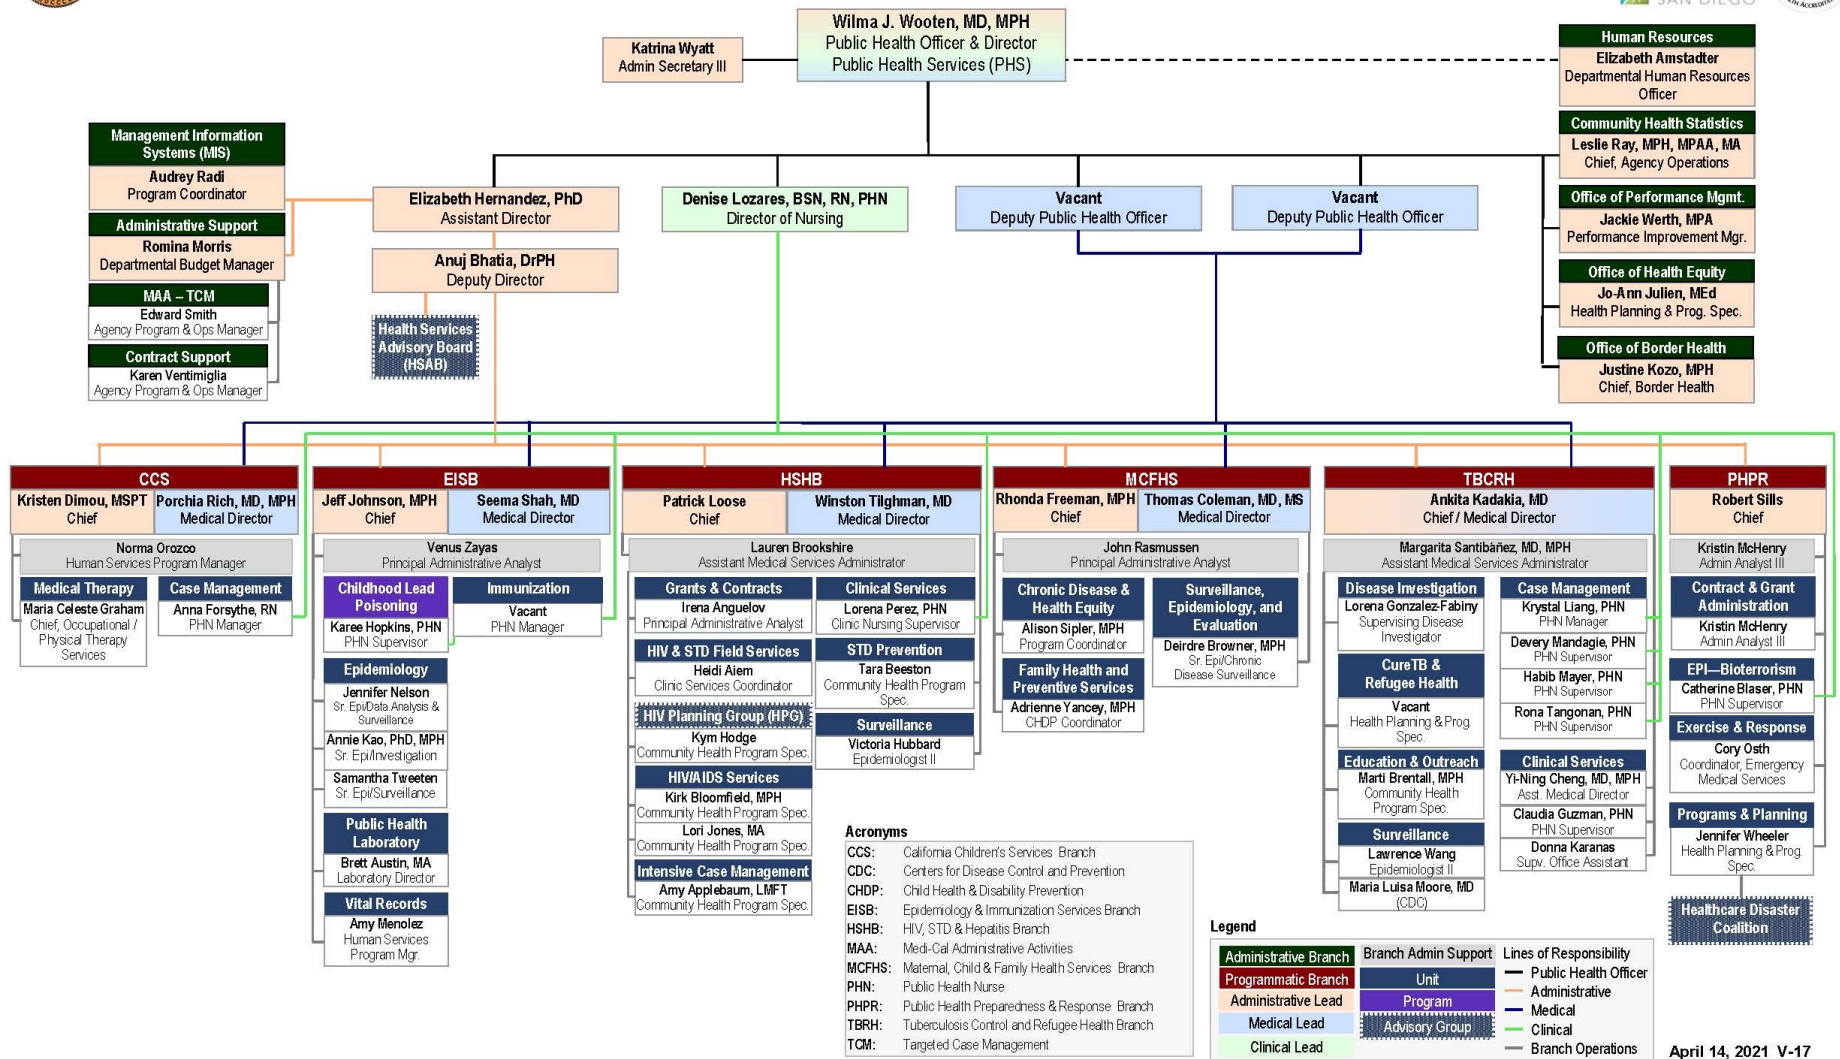 SAN DIEGO
Wilma J. Wooten, MD, MPH
Public Health Officer & Director
Public Health Services (PHS)
Katrina Wyatt
Admin Secretary III
Human Resources
Elizabeth Amstadter
Departmental Human Resources
Officer
Community Health Statistics
Leslie Ray, MPH, MPAA, MA
Chief, Agency Operations
Office of Performance Mgmt.
Jackie Werth, MPA
Performance Improvement Mgr.
Office of Health Equity
Jo-Ann Julien, MEd
Health Planning & Prog. Spec.
Office of Border Health
Justine Kozo, MPH
Chief, Border Health
Management Information
Systems (MIS)
Audrey Radi
Program Coordinator
Administrative Support
Romina Morris
Departmental Budget Manager
MAA – TCM
Edward Smith
Agency Program & Ops Manager
Contract Support
Karen Ventimiglia
Agency Program & Ops Manager
Elizabeth Hernandez, PhD
Assistant Director
Anuj Bhatia, DrPH
Deputy Director
Health Services
Advisory Board
(HSAB)
Denise Lozares, BSN, RN, PHN
Director of Nursing
Vacant
Deputy Public Health Officer
Vacant
Deputy Public Health Officer
CCS
Kristen Dimou, MSPT
Chief
Porchia Rich, MD, MPH
Medical Director
Norma Orozco
Human Services Program Manager
Medical Therapy
Maria Celeste Graham
Chief, Occupational /
Physical Therapy
Services
Case Management
Anna Forsythe, RN
PHN Manager
EISB
Jeff Johnson, MPH
Chief
Seema Shah, MD
Medical Director
Venus Zayas
Principal Administrative Analyst
Childhood Lead
Poisoning
Karee Hopkins, PHN
PHN Supervisor
Immunization
Vacant
PHN Manager
Epidemiology
Jennifer Nelson
Sr. Epi/Data Analysis &
Surveillance
Annie Kao, PhD, MPH
Sr. Epi/Investigation
Samantha Tweeten
Sr. Epi/Surveillance
Public Health
Laboratory
Brett Austin, MA
Laboratory Director
Vital Records
Amy Menolez
Human Services
Program Mgr.
HSHB
Patrick Loose
Chief
Winston Tilghman, MD
Medical Director
Lauren Brookshire
Assistant Medical Services Administrator
Grants & Contracts
Irena Anguelov
Principal Administrative Analyst
HIV & STD Field Services
Heidi Aiem
Clinic Services Coordinator
HIV Planning Group (HPG)
Kym Hodge
Community Health Program Spec.
HIV/AIDS Services
Kirk Bloomfield, MPH
Community Health Program Spec.
Lori Jones, MA
Community Health Program Spec.
Intensive Case Management
Amy Applebaum, LMFT
Community Health Program Spec.
Clinical Services
Lorena Perez, PHN
Clinic Nursing Supervisor
STD Prevention
Tara Beeston
Community Health Program
Spec.
Surveillance
Victoria Hubbard
Epidemiologist II
MCFHS
Rhonda Freeman, MPH
Chief
Thomas Coleman, MD, MS
Medical Director
John Rasmussen
Principal Administrative Analyst
Chronic Disease &
Health Equity
Alison Sipler, MPH
Program Coordinator
Family Health and
Preventive Services
Adrienne Yancey, MPH
CHDP Coordinator
Surveillance,
Epidemiology, and
Evaluation
Deirdre Browner, MPH
Sr. Epi/Chronic
Disease Surveillance
TBCRH
Ankita Kadakia, MD
Chief / Medical Director
Margarita Santibáñez, MD, MPH
Assistant Medical Services Administrator
Disease Investigation
Lorena Gonzalez-Fabiny
Supervising Disease
Investigator
CureTB &
Refugee Health
Vacant
Health Planning & Prog.
Spec.
Education & Outreach
Marti Brentall, MPH
Community Health
Program Spec.
Surveillance
Lawrence Wang
Epidemiologist II
Maria Luisa Moore, MD
(CDC)
Case Management
Krystal Liang, PHN
PHN Manager
Devery Mandagie, PHN
PHN Supervisor
Habib Mayer, PHN
PHN Supervisor
Rona Tangonan, PHN
PHN Supervisor
Clinical Services
Yi-Ning Cheng, MD, MPH
Asst. Medical Director
Claudia Guzman, PHN
PHN Supervisor
Donna Karanas
Supv. Office Assistant
PHPR
Robert Sills
Chief
Kristin McHenry
Admin Analyst III
Contract & Grant
Administration
Kristin McHenry
Admin Analyst III
EPI—Bioterrorism
Catherine Blaser, PHN
PHN Supervisor
Exercise & Response
Cory Osth
Coordinator, Emergency
Medical Services
Programs & Planning
Jennifer Wheeler
Health Planning & Prog.
Spec.
Healthcare Disaster
Coalition
Acronyms
CCS: California Children's Services Branch
CDC: Centers for Disease Control and Prevention
CHDP: Child Health & Disability Prevention
EISB: Epidemiology & Immunization Services Branch
HSHB: HIV, STD & Hepatitis Branch
MAA: Medi-Cal Administrative Activities
MCFHS: Maternal, Child & Family Health Services Branch
PHN: Public Health Nurse
PHPR: Public Health Preparedness & Response Branch
TBRH: Tuberculosis Control and Refugee Health Branch
TCM: Targeted Case Management
Legend
Administrative Branch
Programmatic Branch
Administrative Lead
Medical Lead
Clinical Lead
Branch Admin Support
Unit
Program
Advisory Group
Lines of Responsibility
Public Health Officer
Administrative
Medical
Clinical
Branch Operations
April 14, 2021 V-17